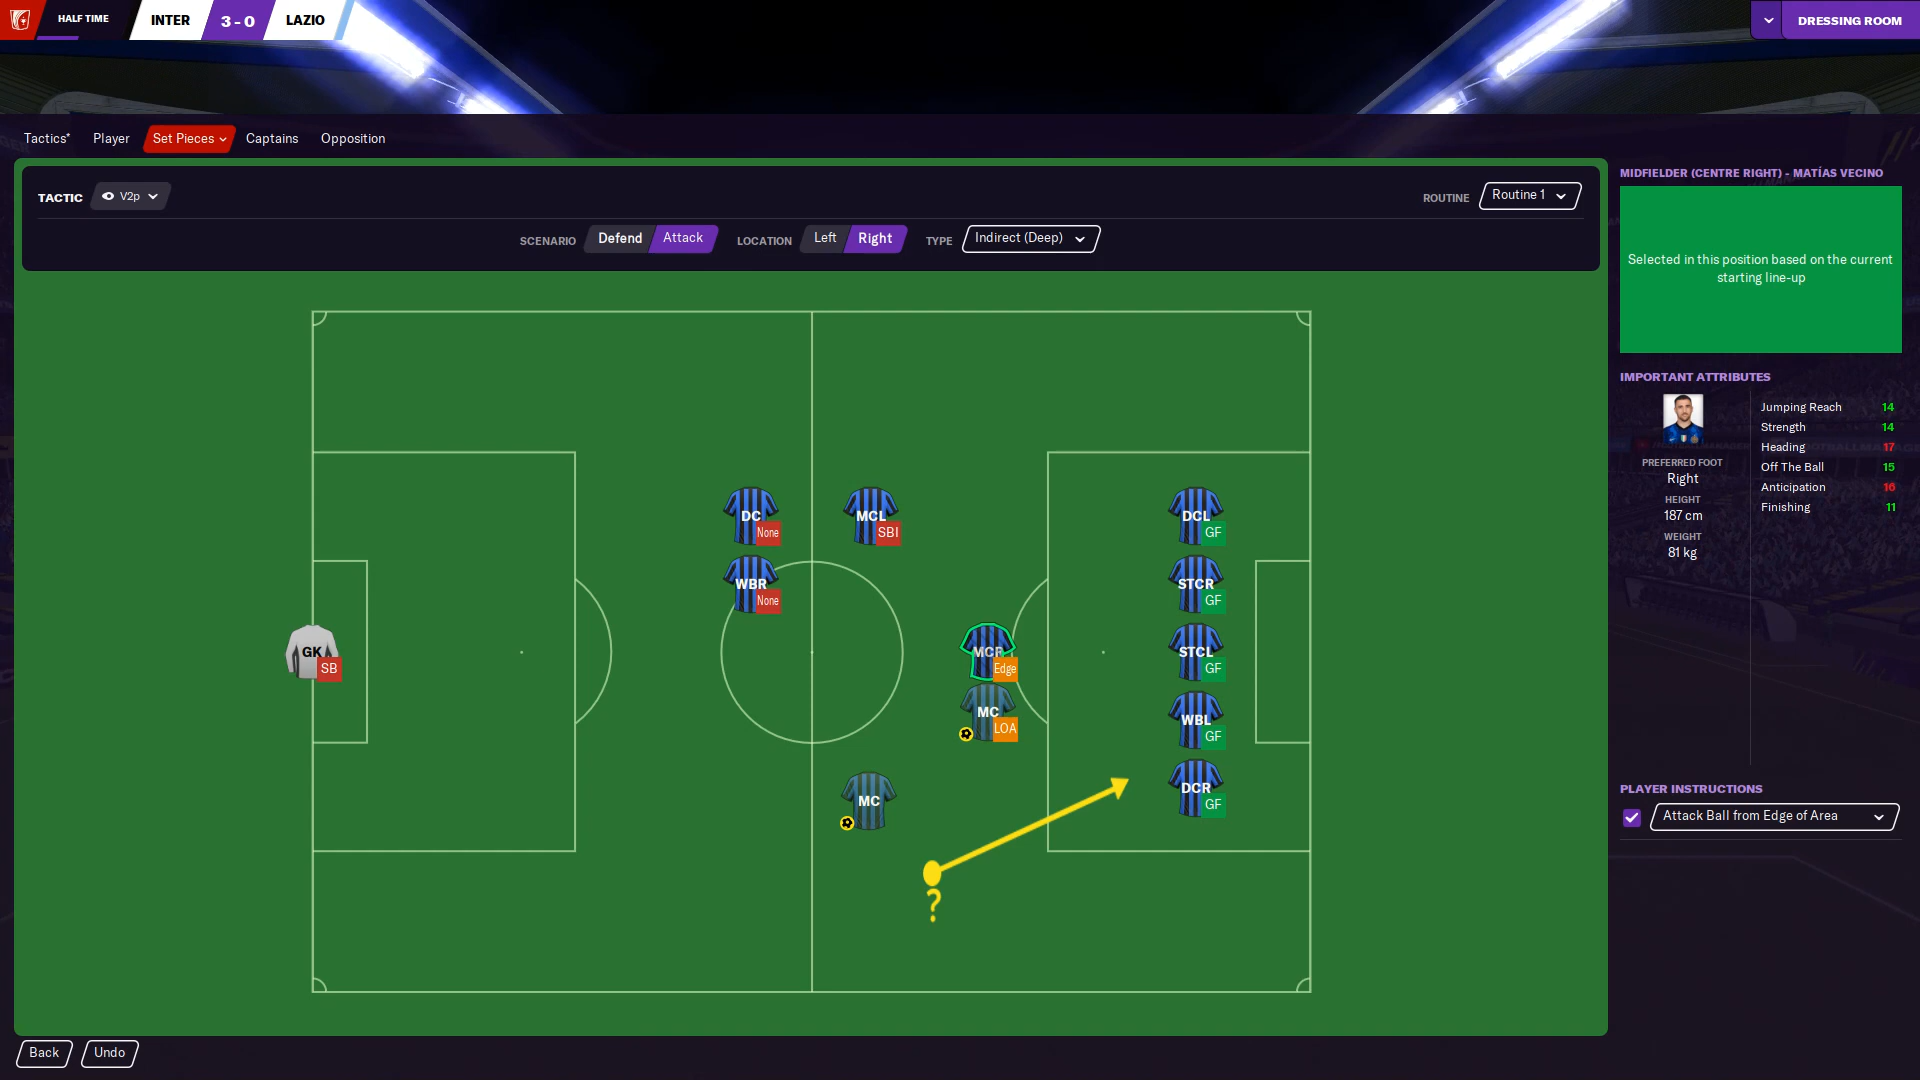 HALF TIME
INTER
3 - 0
LAZIO
DRESSING ROOM
Tactics*
Player
Set Pieces
Captains
Opposition
TACTIC
V2p
ROUTINE
Routine 1
SCENARIO
Defend
Attack
LOCATION
Left
Right
TYPE
Indirect (Deep)
DC
None
MCL
SBI
DCL
GF
WBR
None
STCR
GF
GK
SB
MCR
Edge
STCL
GF
MC
LOA
WBL
GF
MC
DCR
GF
?
MIDFIELDER (CENTRE RIGHT) - MATÍAS VECINO
Selected in this position based on the current
starting line-up
IMPORTANT ATTRIBUTES
PREFERRED FOOT
Right
HEIGHT
187 cm
WEIGHT
81 kg
Jumping Reach 14
Strength 14
Heading 17
Off The Ball 15
Anticipation 16
Finishing 11
PLAYER INSTRUCTIONS
Attack Ball from Edge of Area
Back
Undo